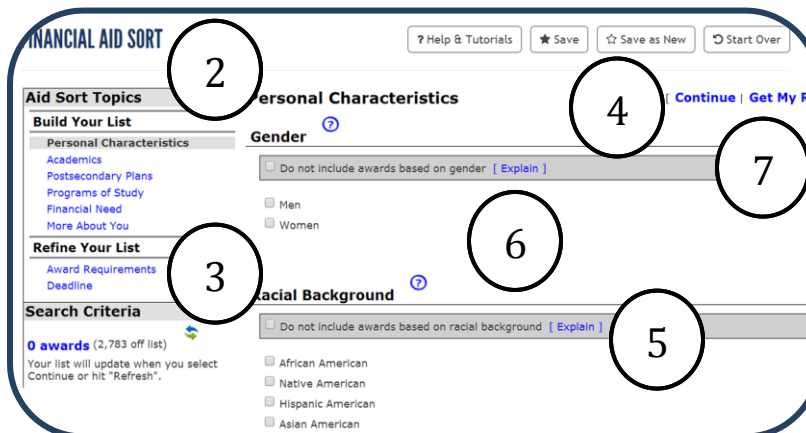 FINANCIAL AID SORT
? Help & Tutorials
Save
Save as New
Start Over
2
Aid Sort Topics
Build Your List
Personal Characteristics
Academics
Postsecondary Plans
Programs of Study
Financial Need
More About You
Refine Your List
Award Requirements
Deadline
3
Search Criteria
0 awards (2,783 off list)
Your list will update when you select
Continue or hit "Refresh".
Personal Characteristics
4
[ Continue | Get My R
?
Gender
7
Do not include awards based on gender [ Explain ]
Men
Women
6
?
Racial Background
Do not include awards based on racial background [ Explain ]
5
African American
Native American
Hispanic American
Asian American